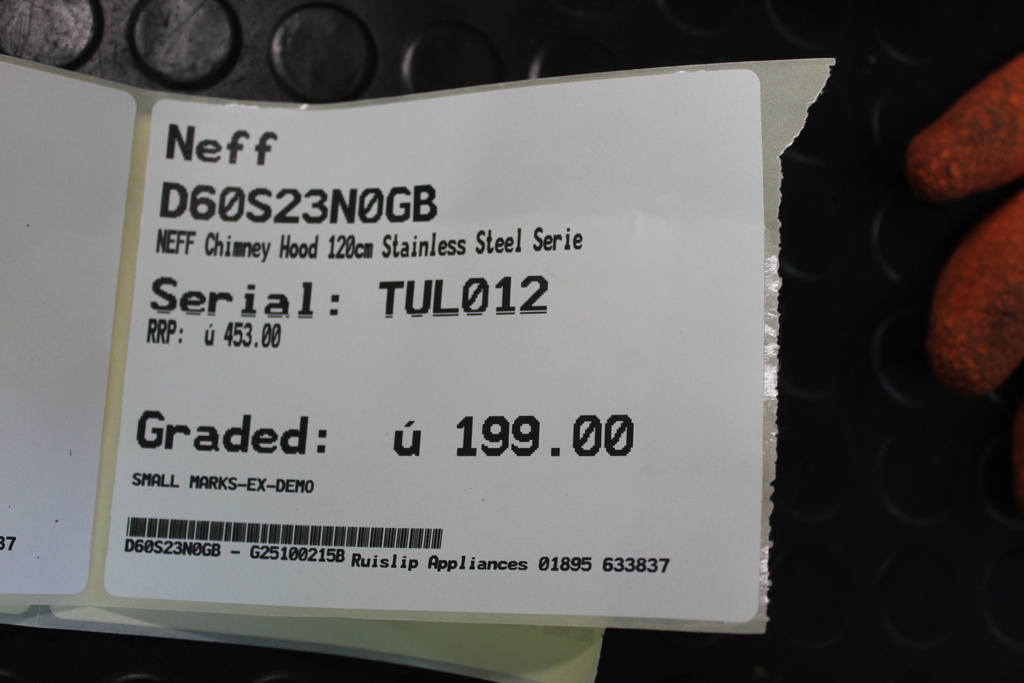 Neff
D60S23N0GB
NEFF Chimney Hood 120cm Stainless Steel Serie
Serial: TUL012
RRP: ú 453.00
Graded: ú 199.00
SMALL MARKS-EX-DEMO
D60S23N0GB - G25100215B Ruislip Appliances 01895 633837
37